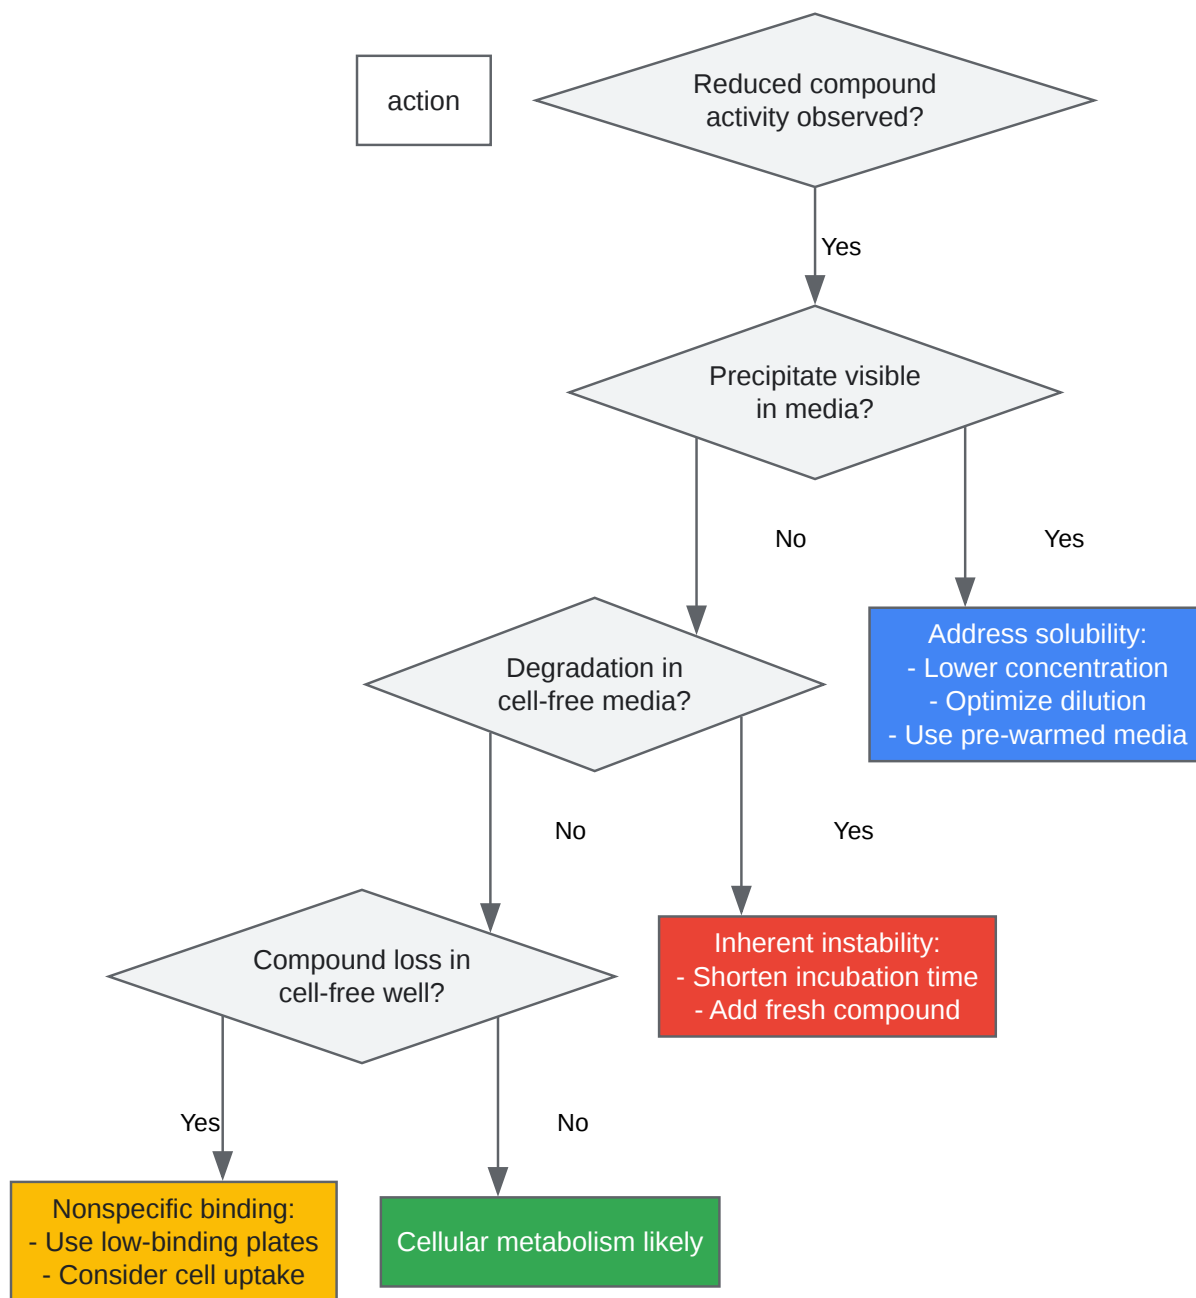 action
Reduced compound
activity observed?
Yes
Precipitate visible
in media?
No
Yes
Address solubility:
- Lower concentration
- Optimize dilution
- Use pre-warmed media
Degradation in
cell-free media?
No
Yes
Inherent instability:
- Shorten incubation time
- Add fresh compound
Compound loss in
cell-free well?
Yes
No
Nonspecific binding:
- Use low-binding plates
- Consider cell uptake
Cellular metabolism likely